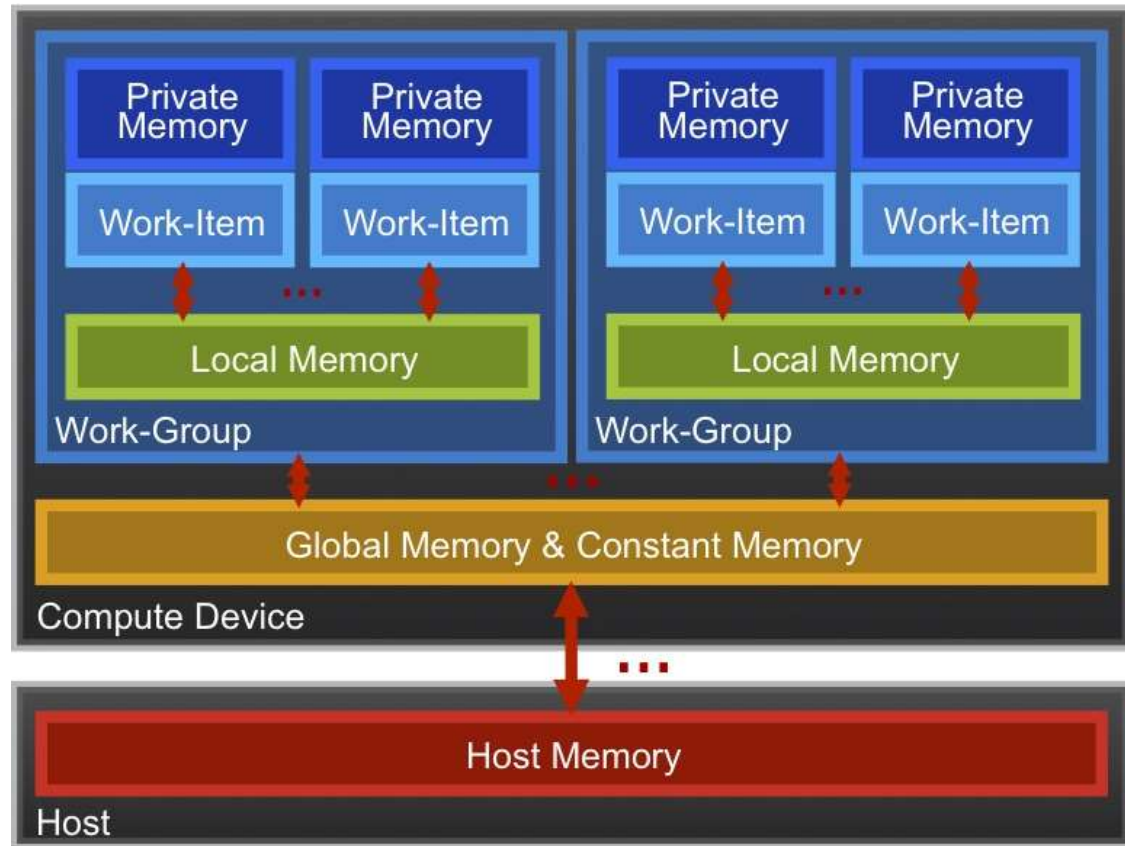 Private
Memory
Private
Memory
Private
Memory
Private
Memory
Work-Item
Work-Item
Work-Item
Work-Item
...
...
Local Memory
Local Memory
Work-Group
Work-Group
...
Global Memory & Constant Memory
Compute Device
...
Host Memory
Host